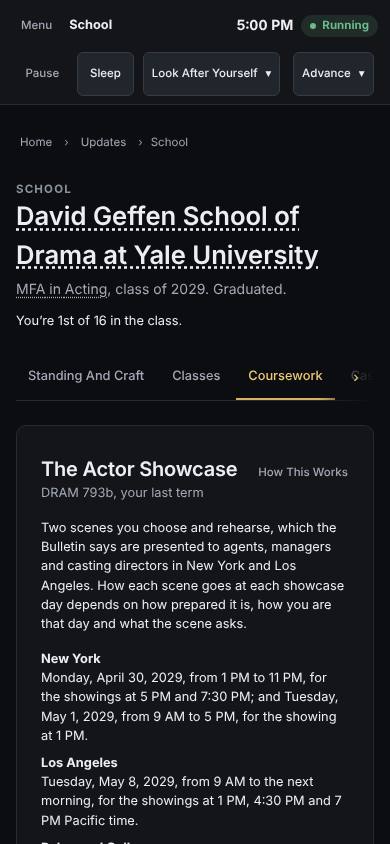 Menu School 5:00 PM Running
Pause Sleep Look After Yourself ▾ Advance ▾
Home › Updates › School
SCHOOL
David Geffen School of
Drama at Yale University
MFA in Acting, class of 2029. Graduated.
You're 1st of 16 in the class.
Standing And Craft Classes Coursework
The Actor Showcase How This Works
DRAM 793b, your last term
Two scenes you choose and rehearse, which the
Bulletin says are presented to agents, managers
and casting directors in New York and Los
Angeles. How each scene goes at each showcase
day depends on how prepared it is, how you are
that day and what the scene asks.
New York
Monday, April 30, 2029, from 1 PM to 11 PM, for
the showings at 5 PM and 7:30 PM; and Tuesday,
May 1, 2029, from 9 AM to 5 PM, for the showing
at 1 PM.
Los Angeles
Tuesday, May 8, 2029, from 9 AM to the next
morning, for the showings at 1 PM, 4:30 PM and 7
PM Pacific time.